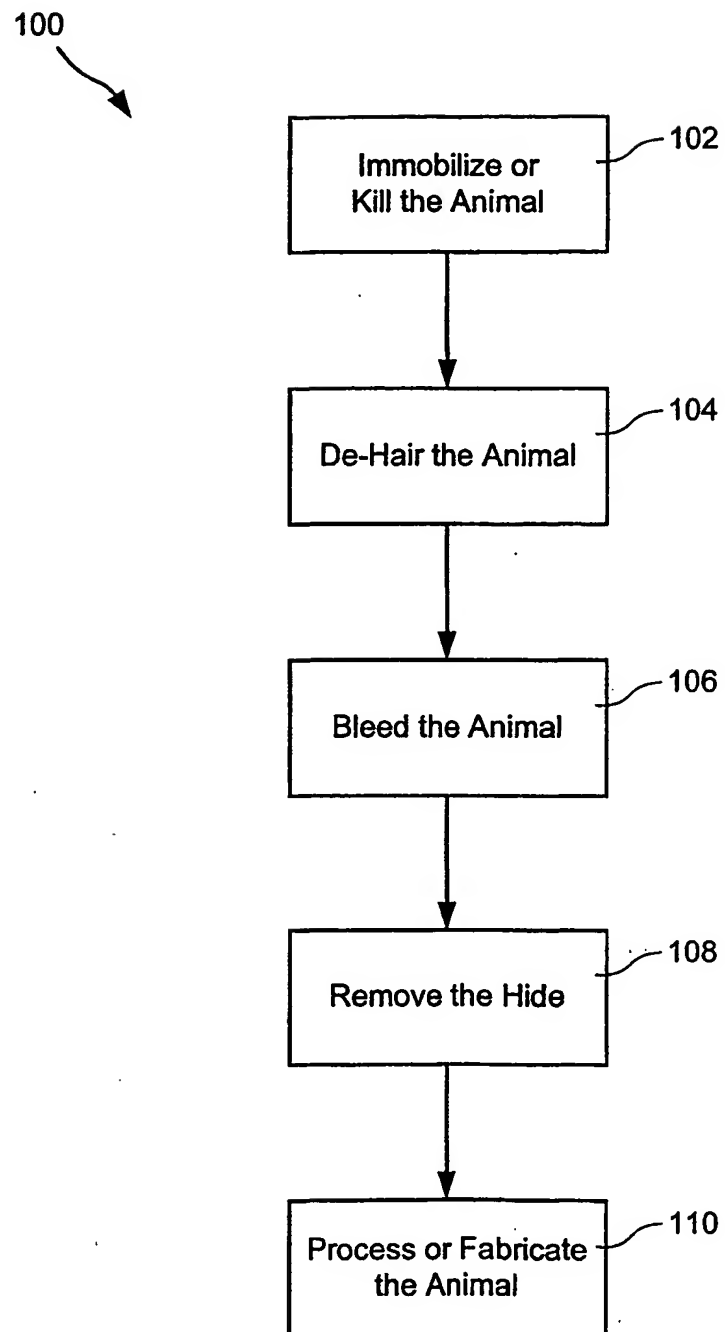 100
102
Immobilize or
Kill the Animal
104
De-Hair the Animal
106
Bleed the Animal
108
Remove the Hide
110
Process or Fabricate
the Animal